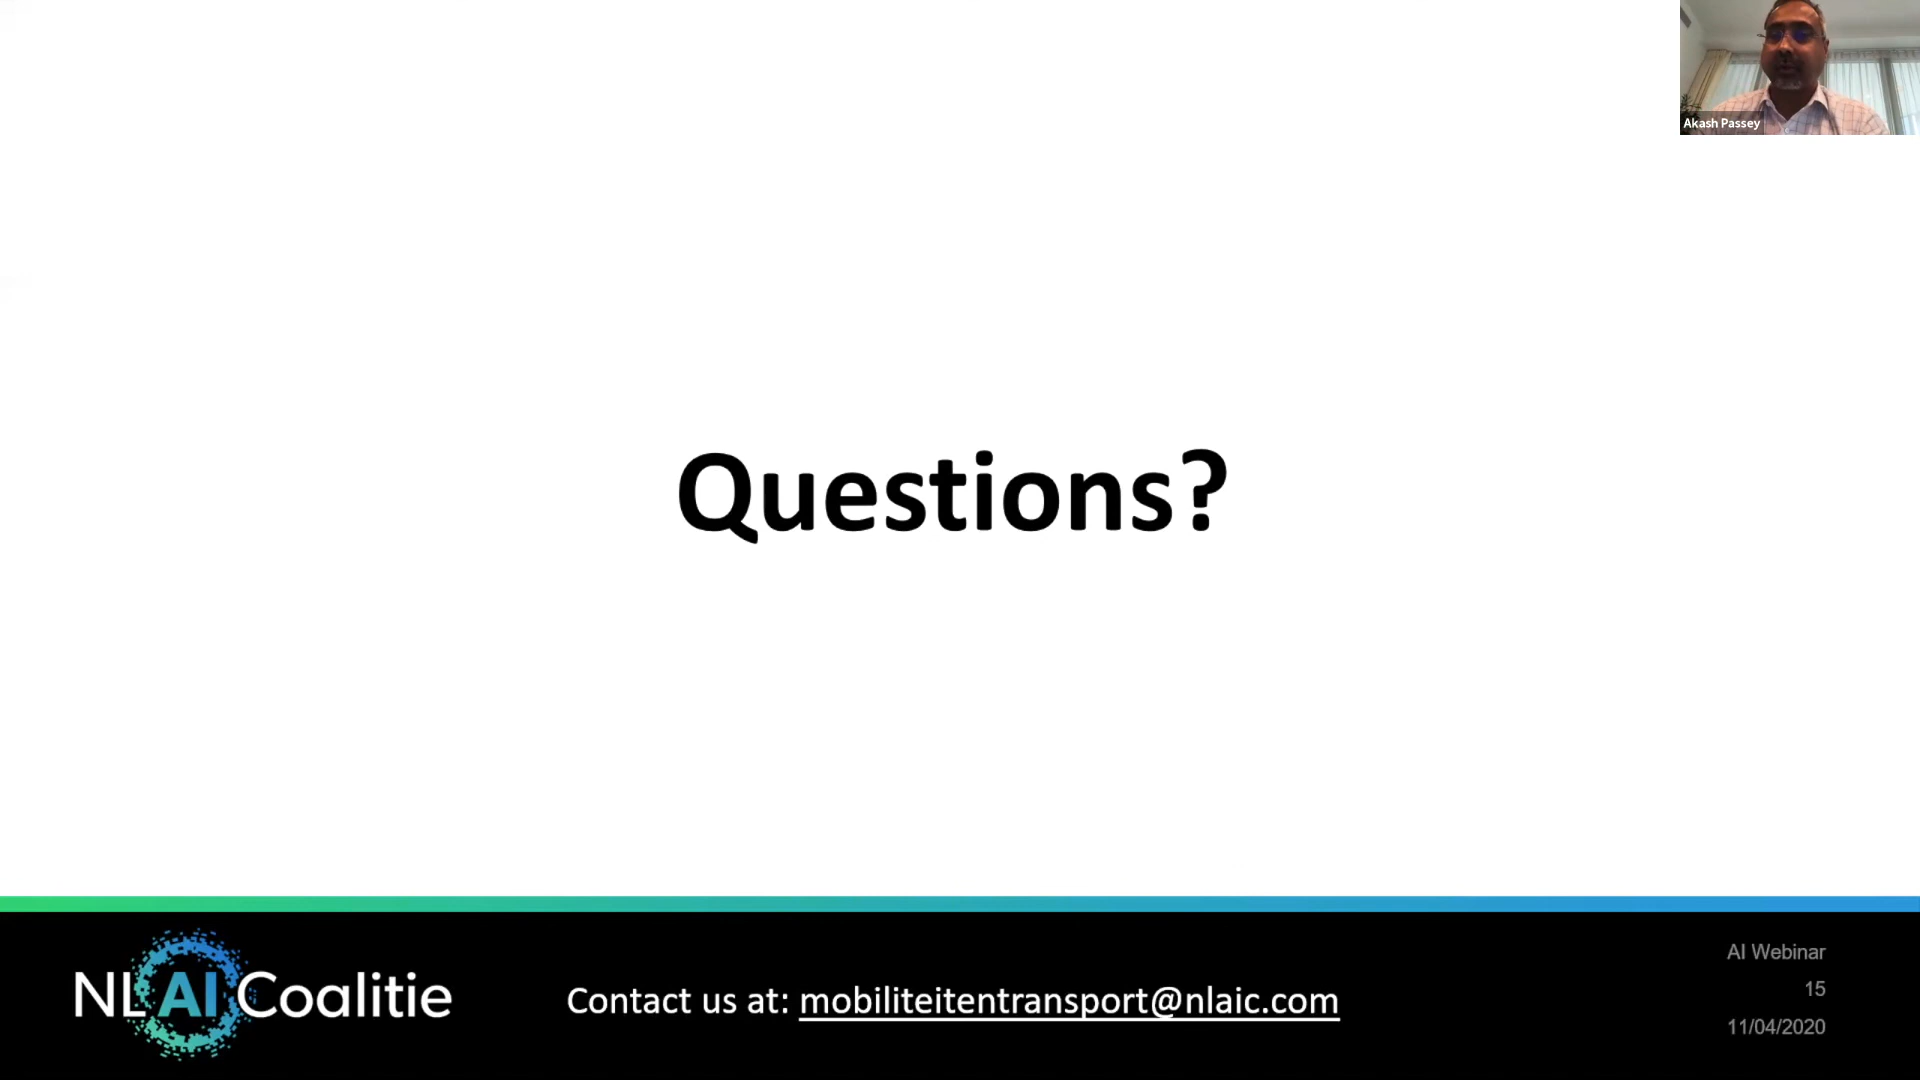 Akash Passey
Questions?
NL AI Coalitie
Contact us at: mobiliteitentransport@nlaic.com
AI Webinar
15
11/04/2020